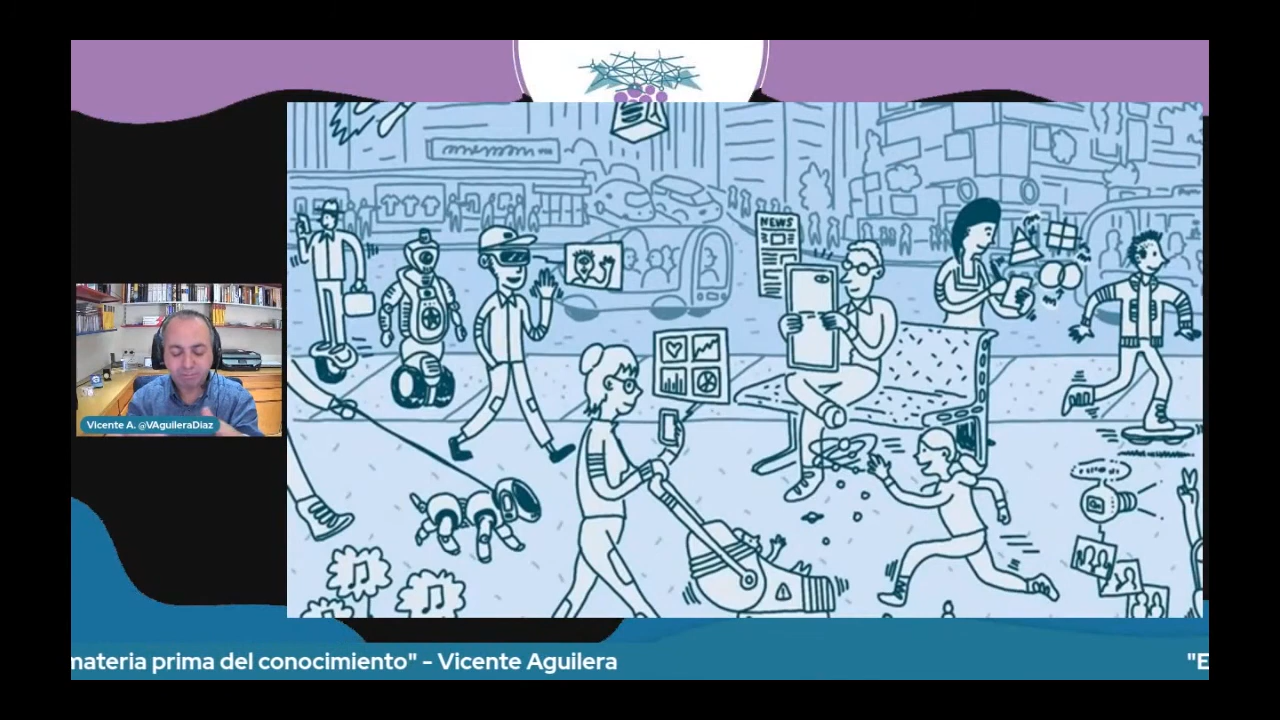 NEWS
Vicente A. @VAguileraDiaz
materia prima del conocimiento" - Vicente Aguilera
"E